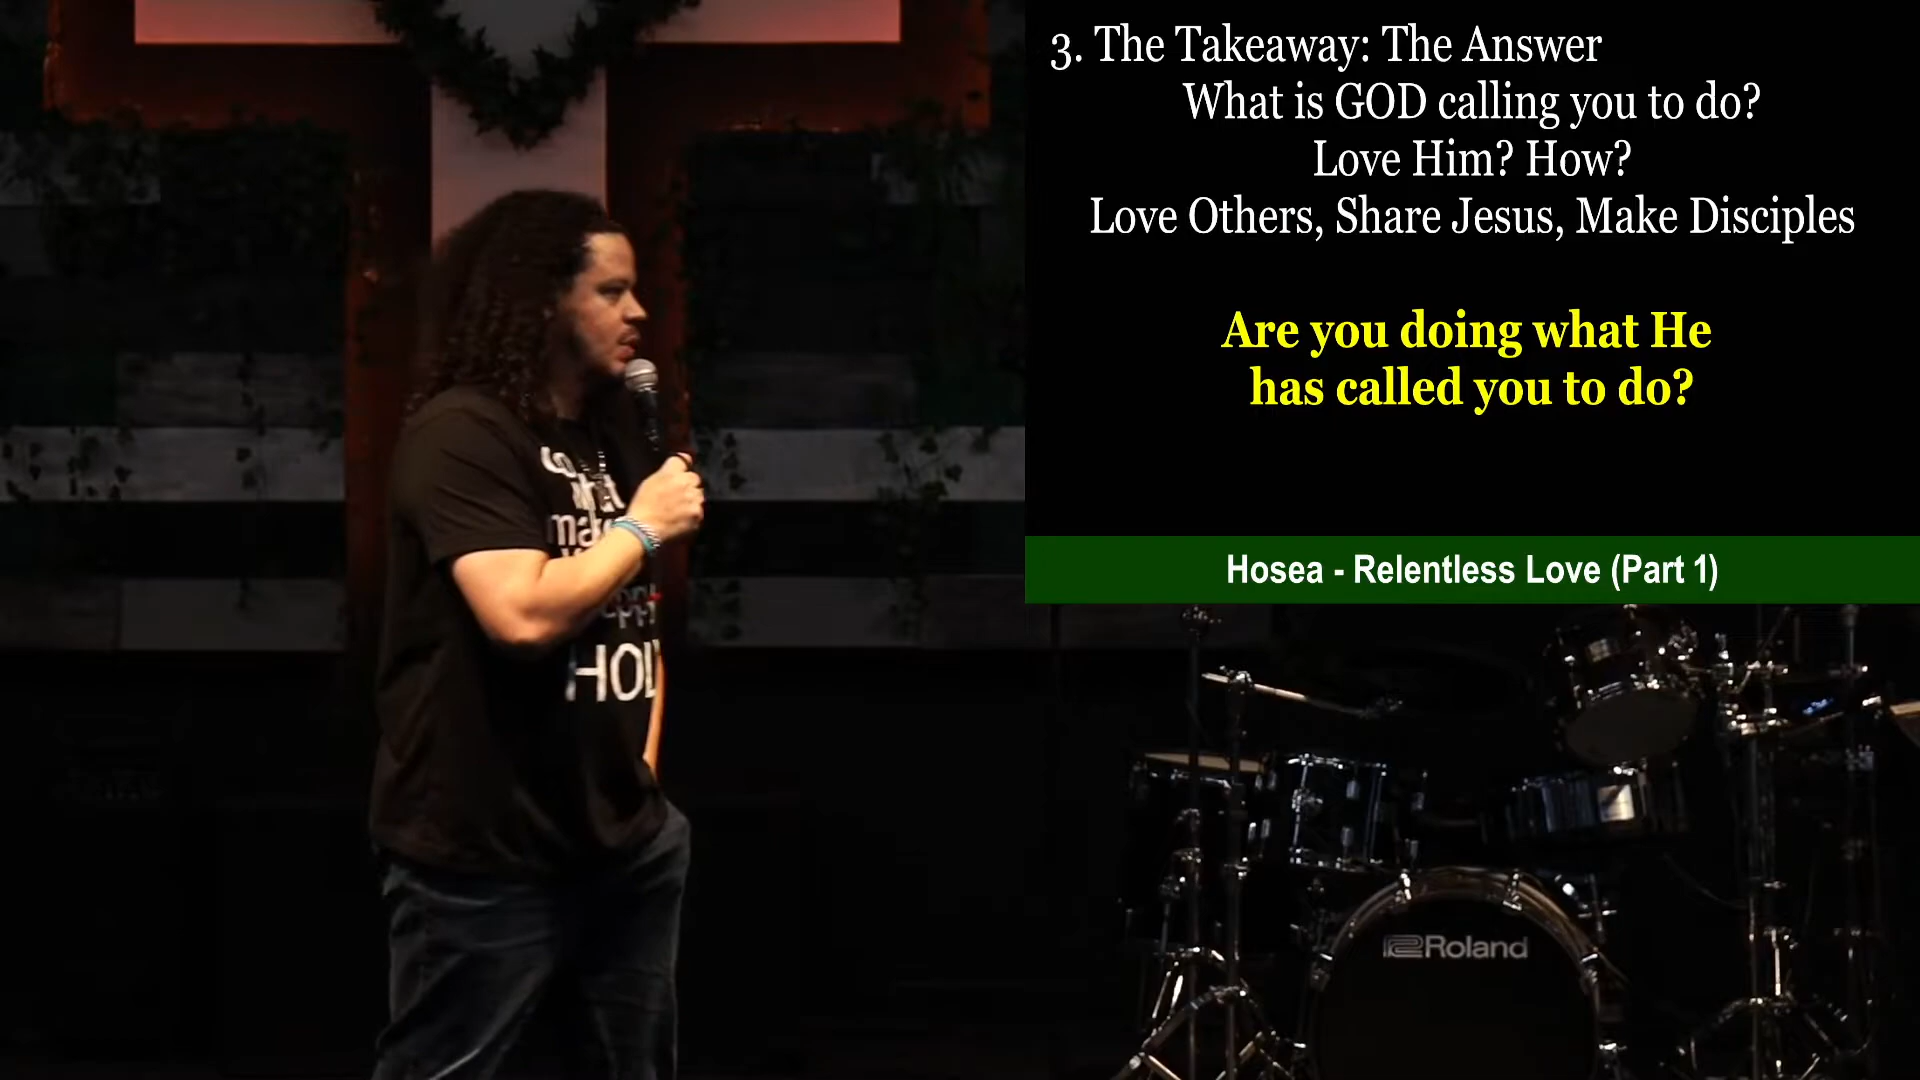 3. The Takeaway: The Answer
What is GOD calling you to do?
Love Him? How?
Love Others, Share Jesus, Make Disciples
Are you doing what He
has called you to do?
Hosea - Relentless Love (Part 1)
Roland